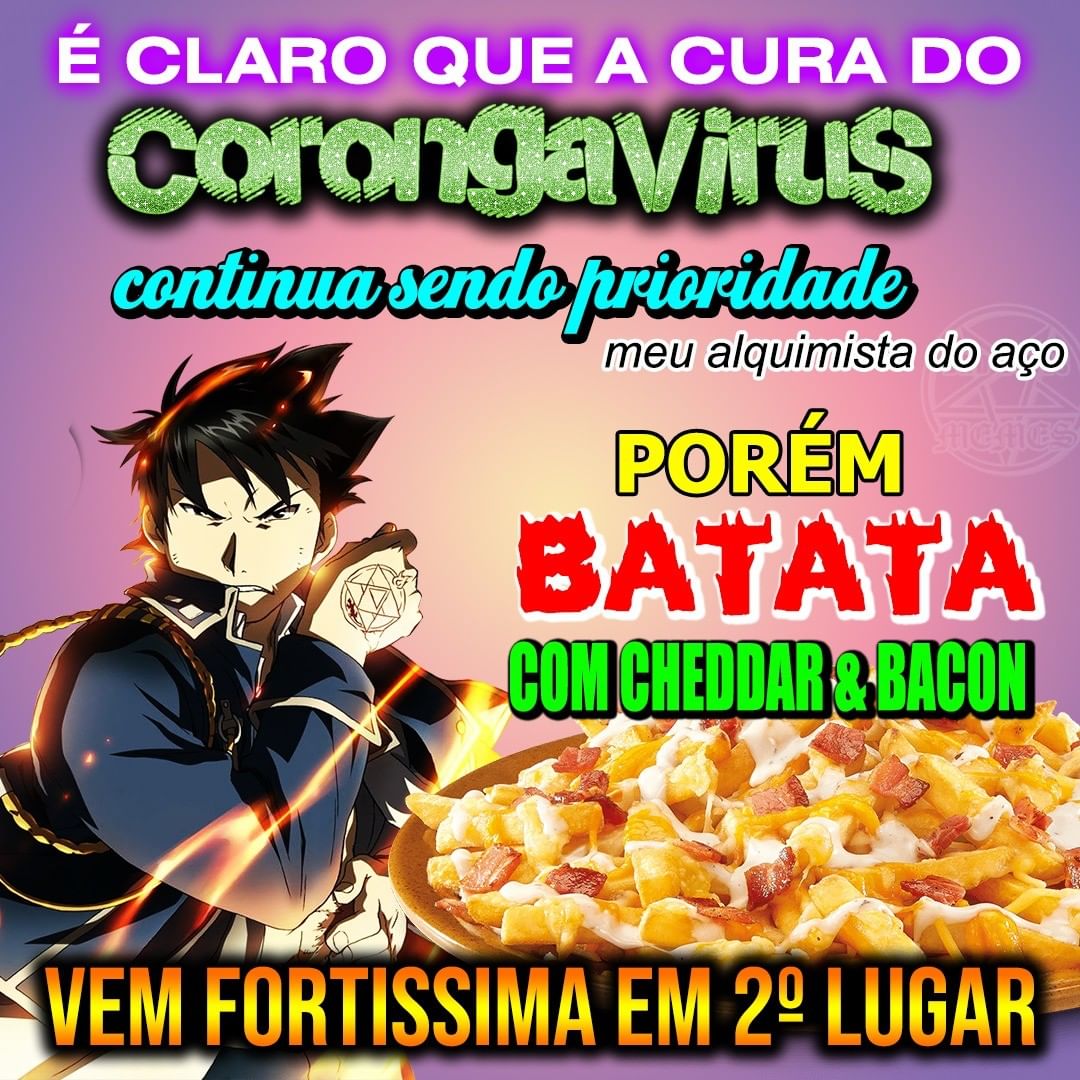 É CLARO QUE A CURA DO
CORONGAVIRUS
continua sendo prioridade
meu alquimista do aço
MEMES
PORÉM
BATATA
COM CHEDDAR & BACON
VEM FORTISSIMA EM 2º LUGAR